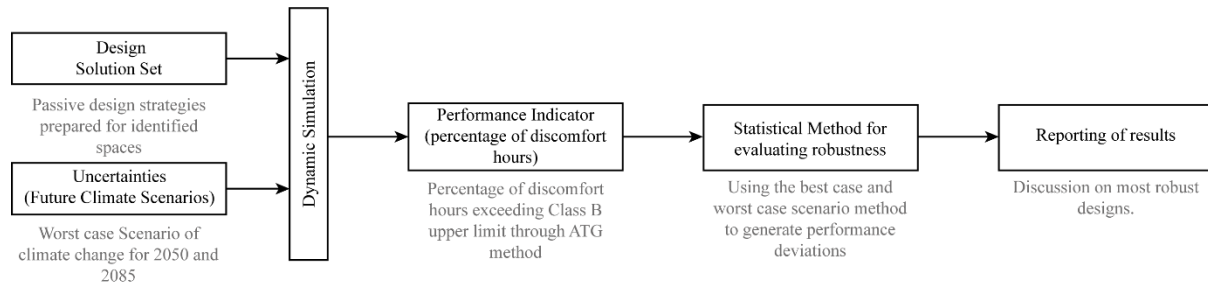 Design
Solution Set
Passive design strategies
prepared for identified
spaces
Uncertainties
(Future Climate Scenarios)
Worst case Scenario of
climate change for 2050 and
2085
Dynamic Simulation
Performance Indicator
(percentage of discomfort
hours)
Percentage of discomfort
hours exceeding Class B
upper limit through ATG
method
Statistical Method for
evaluating robustness
Using the best case and
worst case scenario method
to generate performance
deviations
Reporting of results
Discussion on most robust
designs.